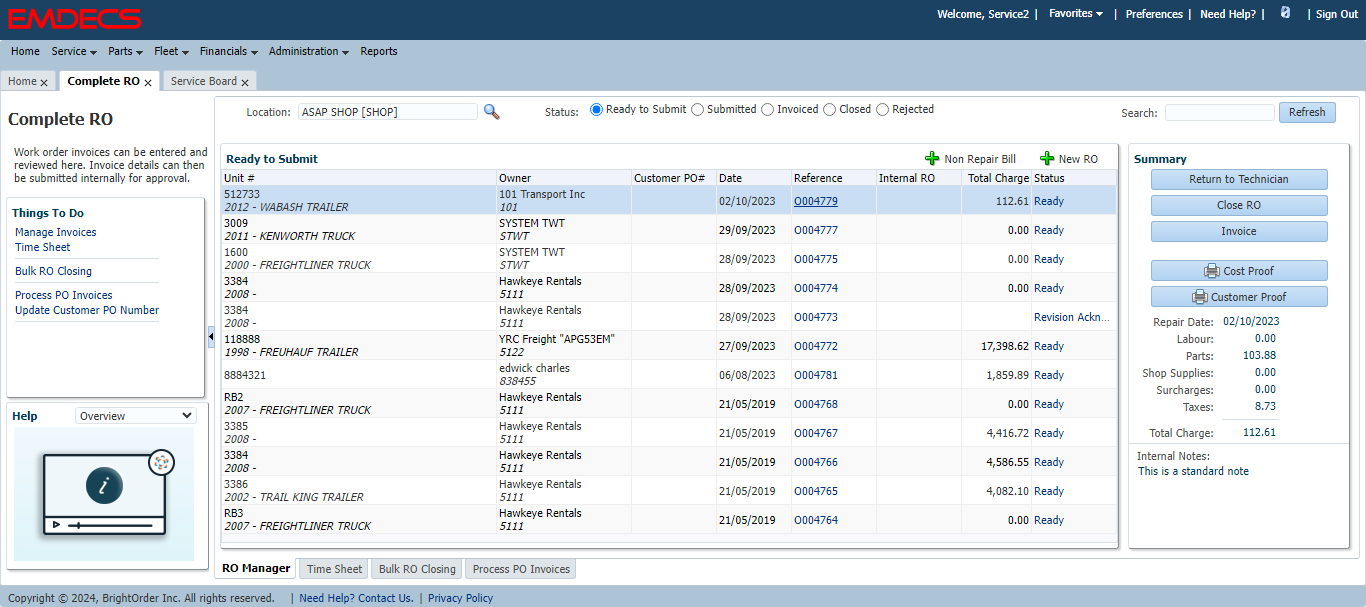 EMDECS
Welcome, Service2 | Favorites | Preferences | Need Help? | | Sign Out
Home Service Parts Fleet Financials Administration Reports
Home x Complete RO x Service Board x
Complete RO
Work order invoices can be entered and
reviewed here. Invoice details can then
be submitted internally for approval.
Things To Do
Manage Invoices
Time Sheet
Bulk RO Closing
Process PO Invoices
Update Customer PO Number
Help Overview
i
Location: ASAP SHOP [SHOP] Status: Ready to Submit Submitted Invoiced Closed Rejected Search: Refresh
Ready to Submit Non Repair Bill New RO
Unit # Owner Customer PO# Date Reference Internal RO Total Charge Status
512733 101 Transport Inc 02/10/2023 O004779 112.61 Ready
2012 - WABASH TRAILER 101
3009 SYSTEM TWT 29/09/2023 O004777 0.00 Ready
2011 - KENWORTH TRUCK STWT
1600 SYSTEM TWT 28/09/2023 O004775 0.00 Ready
2000 - FREIGHTLINER TRUCK STWT
3384 Hawkeye Rentals 28/09/2023 O004774 0.00 Ready
2008 - 5111
3384 Hawkeye Rentals 28/09/2023 O004773 Revision Ackn...
2008 - 5111
118888 YRC Freight "APG53EM" 27/09/2023 O004772 17,398.62 Ready
1998 - FREUHAUF TRAILER 5122
8884321 edwick charles 06/08/2023 O004781 1,859.89 Ready
838455
RB2 Hawkeye Rentals 21/05/2019 O004768 0.00 Ready
2007 - FREIGHTLINER TRUCK 5111
3385 Hawkeye Rentals 21/05/2019 O004767 4,416.72 Ready
2008 - 5111
3384 Hawkeye Rentals 21/05/2019 O004766 4,586.55 Ready
2008 - 5111
3386 Hawkeye Rentals 21/05/2019 O004765 4,082.10 Ready
2002 - TRAIL KING TRAILER 5111
RB3 Hawkeye Rentals 21/05/2019 O004764 0.00 Ready
2007 - FREIGHTLINER TRUCK 5111
Summary
Return to Technician
Close RO
Invoice
Cost Proof
Customer Proof
Repair Date: 02/10/2023
Labour: 0.00
Parts: 103.88
Shop Supplies: 0.00
Surcharges: 0.00
Taxes: 8.73
Total Charge: 112.61
Internal Notes:
This is a standard note
RO Manager Time Sheet Bulk RO Closing Process PO Invoices
Copyright © 2024, BrightOrder Inc. All rights reserved. | Need Help? Contact Us. | Privacy Policy